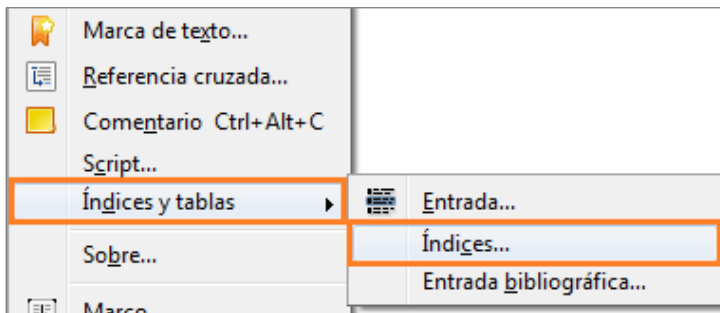 Marca de texto...
Referencia cruzada...
Comentario Ctrl+Alt+C
Script...
Índices y tablas
Entrada...
Índices...
Sobre...
Entrada bibliográfica...
Marco